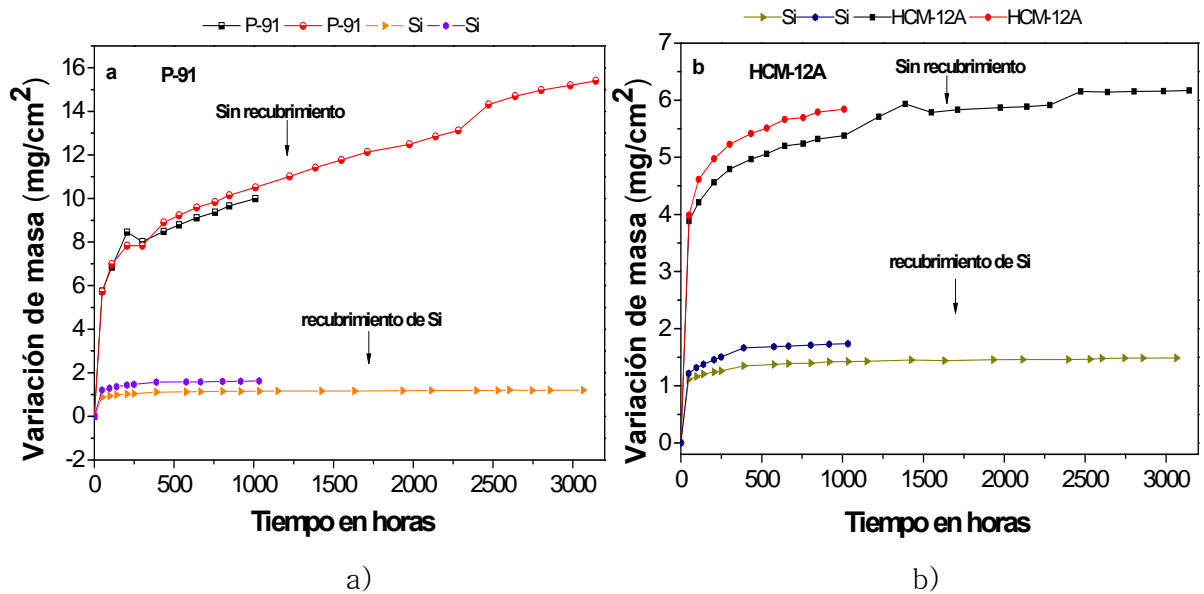 P-91 P-91 Si Si
a P-91
Sin recubrimiento
recubrimiento de Si
Variación de masa (mg/cm²)
16
14
12
10
8
6
4
2
0
-2
0 500 1000 1500 2000 2500 3000
Tiempo en horas
a)
Si Si HCM-12A HCM-12A
b HCM-12A
Sin recubrimiento
recubrimiento de Si
Variación de masa (mg/cm²)
7
6
5
4
3
2
1
0
0 500 1000 1500 2000 2500 3000
Tiempo en horas
b)